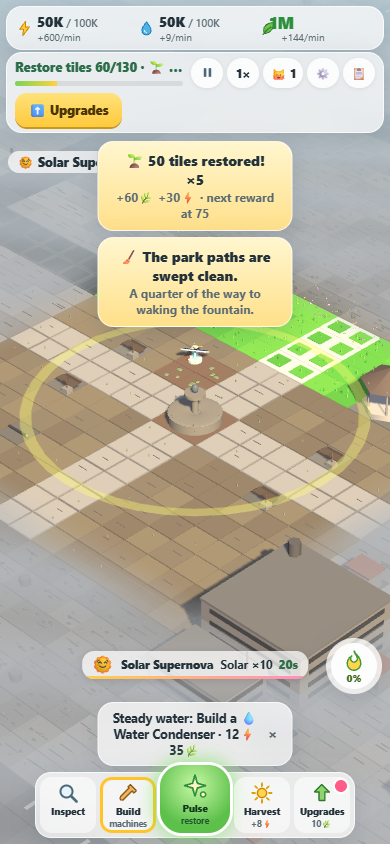 50K / 100K
+600/min
50K / 100K
+9/min
1M
+144/min
Restore tiles 60/130 · ...
1×
1
Upgrades
Solar Supe
50 tiles restored!
×5
+60 +30 · next reward
at 75
The park paths are
swept clean.
A quarter of the way to
waking the fountain.
Solar Supernova Solar ×10 20s
0%
Steady water: Build a
Water Condenser · 12
35
×
Inspect
Build
machines
Pulse
restore
Harvest
+8
Upgrades
10